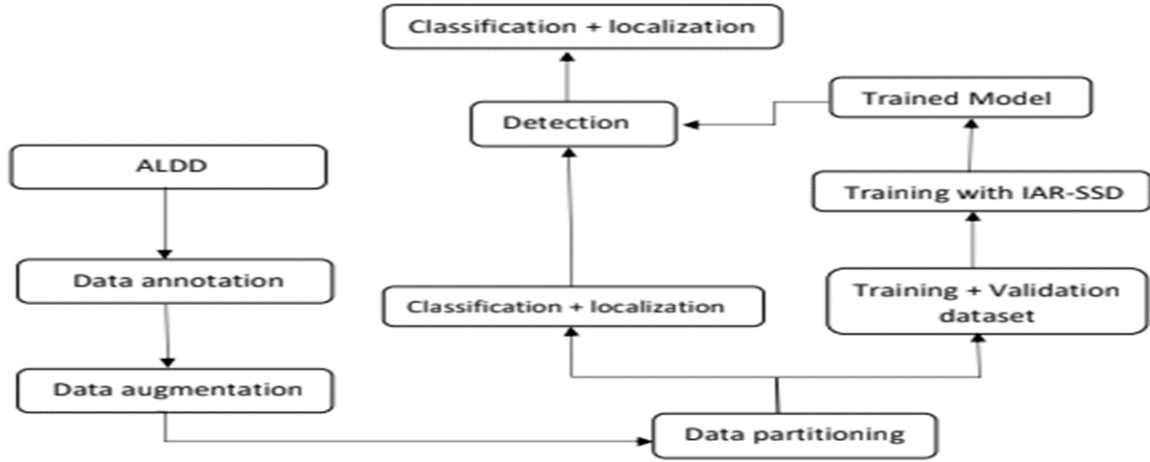 Classification + localization
Trained Model
Detection
ALDD
Training with IAR-SSD
Data annotation
Classification + localization
Training + Validation
dataset
Data augmentation
Data partitioning